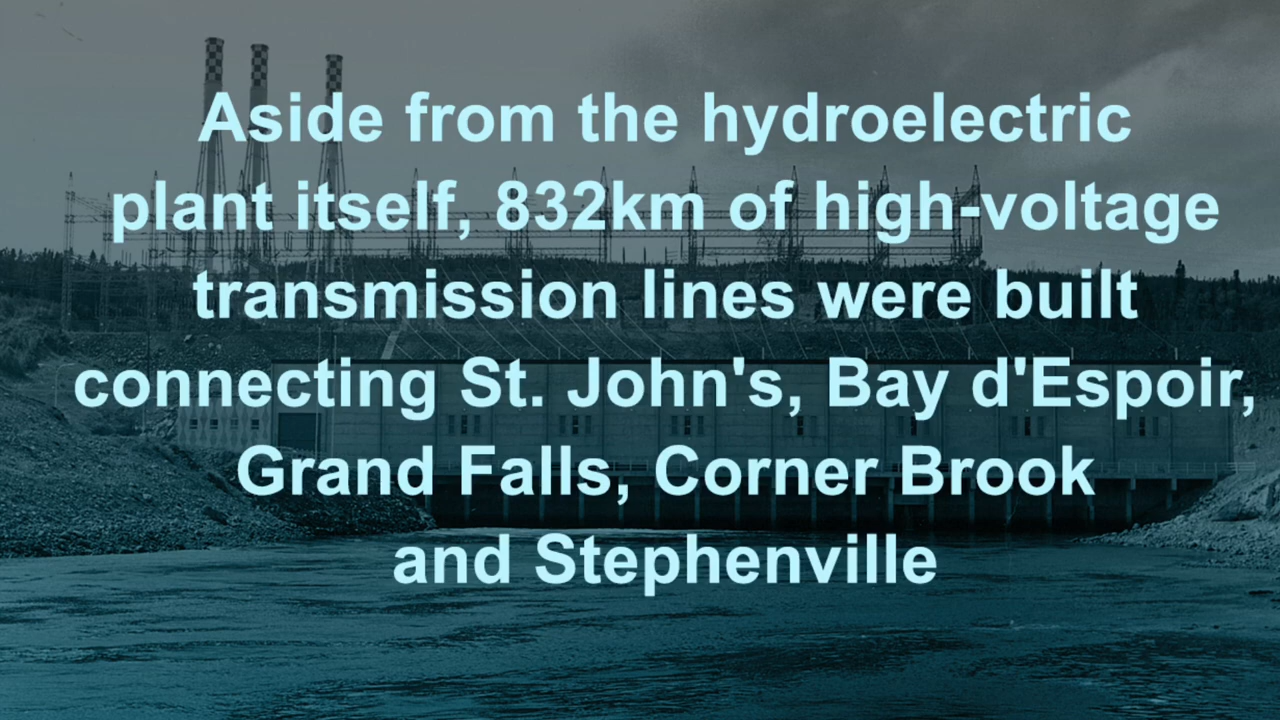 Aside from the hydroelectric
plant itself, 832km of high-voltage
transmission lines were built
connecting St. John's, Bay d'Espoir,
Grand Falls, Corner Brook
and Stephenville